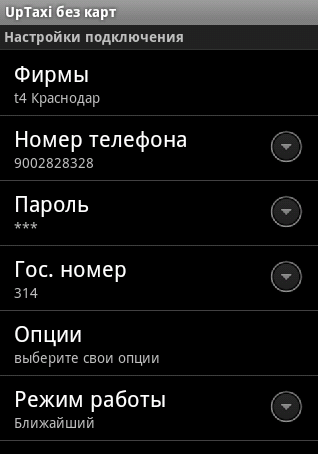 UpTaxi без карт
Настройки подключения
Фирмы
t4 Краснодар
Номер телефона
9002828328
Пароль
***
Гос. номер
314
Опции
выберите свои опции
Режим работы
Ближайший